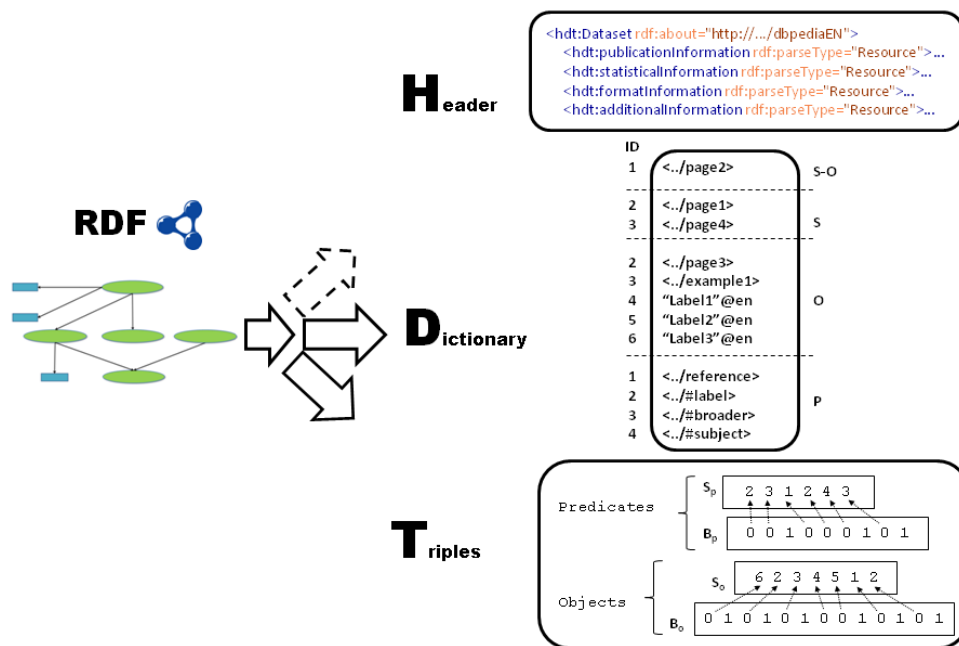 <hdt:Dataset rdf:about="http://.../dbpediaEN">
<hdt:publicationInformation rdf:parseType="Resource">...
<hdt:statisticalInformation rdf:parseType="Resource">...
<hdt:formatInformation rdf:parseType="Resource">...
<hdt:additionalInformation rdf:parseType="Resource">...
Header
ID
1 <../page2> S-O
2 <../page1>
3 <../page4> S
RDF
2 <../page3>
3 <../example1>
4 "Label1"@en O
5 "Label2"@en
6 "Label3"@en
Dictionary
1 <../reference>
2 <../#label>
3 <../#broader> P
4 <../#subject>
Triples
Predicates
Sp 2 3 1 2 4 3
Bp 0 0 1 0 0 0 1 0 1
Objects
So 6 2 3 4 5 1 2
Bo 0 1 0 1 0 1 0 0 1 0 1 0 1